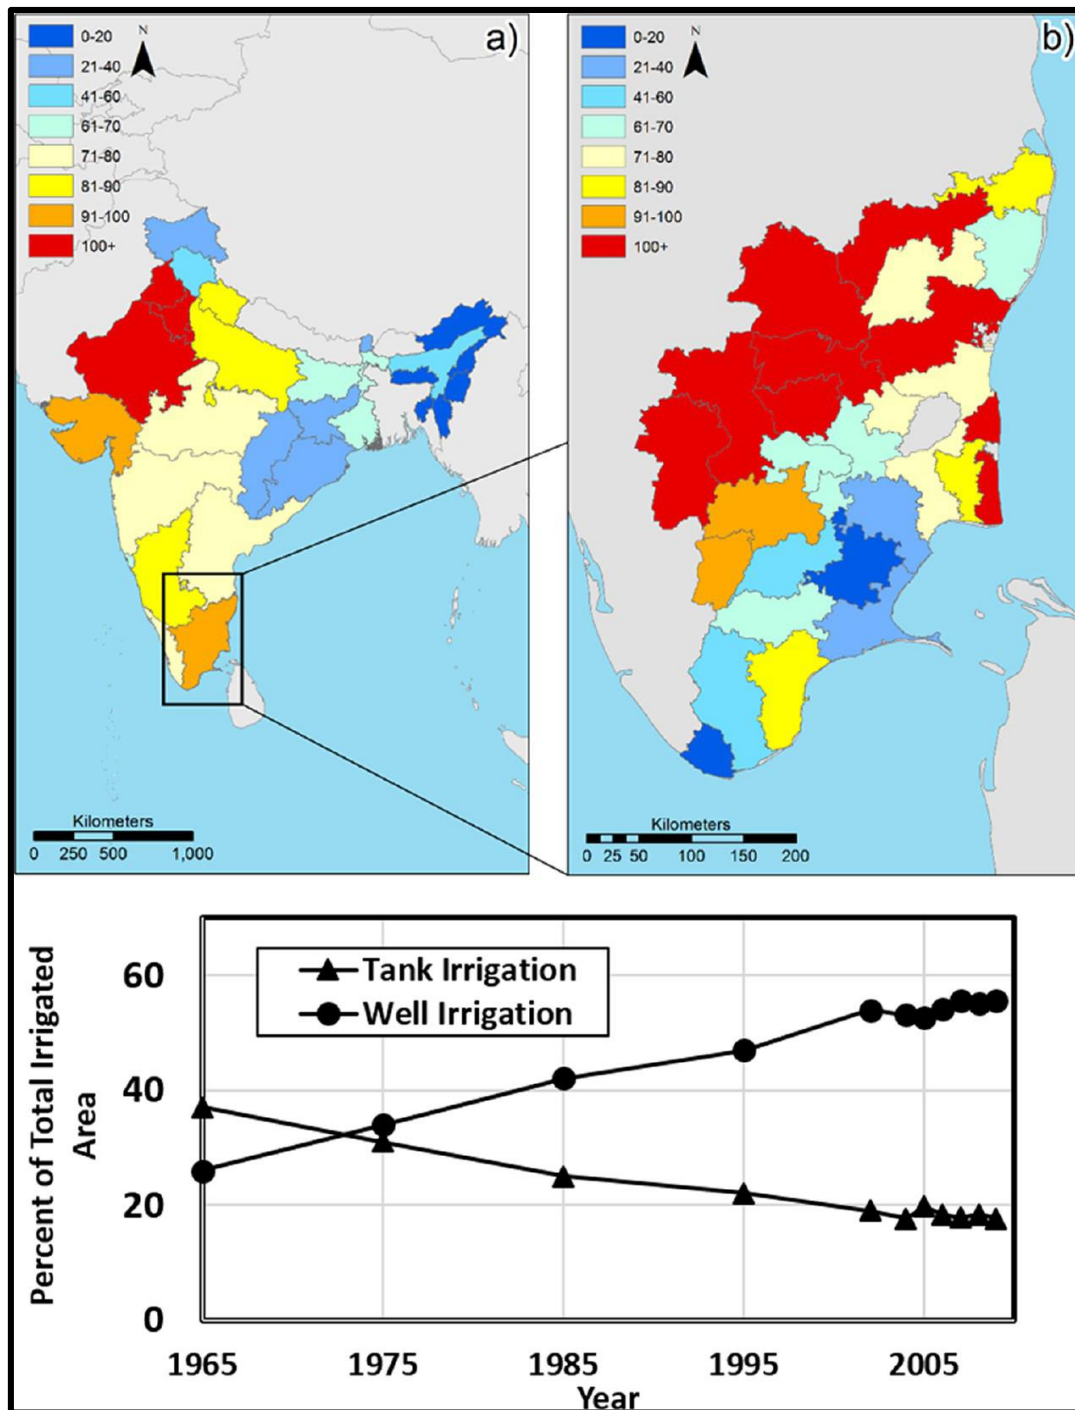 a)
N
0-20
21-40
41-60
61-70
71-80
81-90
91-100
100+
Kilometers
0 250 500 1,000
b)
N
0-20
21-40
41-60
61-70
71-80
81-90
91-100
100+
Kilometers
0 25 50 100 150 200
Percent of Total Irrigated
Area
60
40
20
0
Tank Irrigation
Well Irrigation
1965 1975 1985 1995 2005
Year